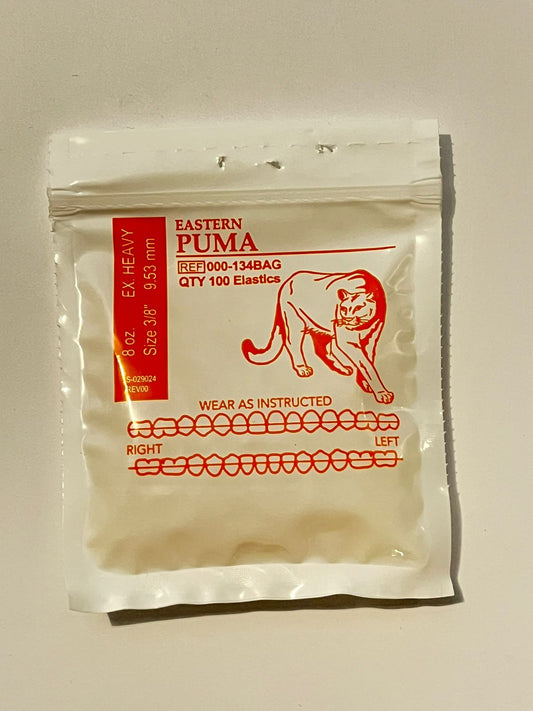 EASTERN
PUMA
REF 000-134BAG
QTY 100 Elastics
8 oz. EX. HEAVY
Size 3/8" 9.53 mm
S-029024
REV00
WEAR AS INSTRUCTED
RIGHT
LEFT